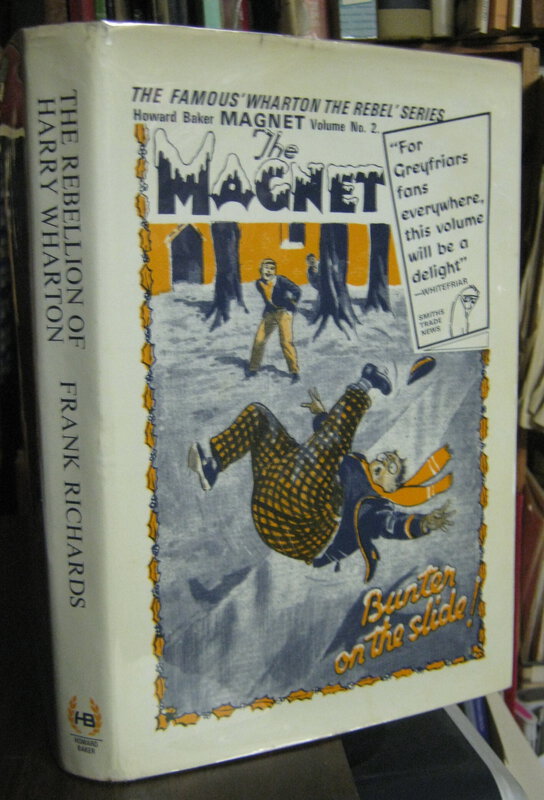 THE REBELLION OF
HARRY WHARTON
FRANK RICHARDS
HB
HOWARD
BAKER
THE FAMOUS 'WHARTON THE REBEL' SERIES
Howard Baker MAGNET Volume No. 2.
The
MAGNET
"For
Greyfriars
fans
everywhere,
this volume
will be a
delight"
—WHITEFRIAR
SMITHS
TRADE
NEWS
Bunter
on the slide!